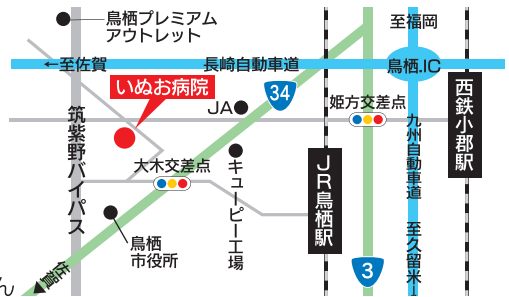 鳥栖プレミアム
アウトレット
至福岡
←至佐賀
長崎自動車道
鳥栖.IC
いぬお病院
34
JA
姫方交差点
西鉄小郡駅
筑紫野バイパス
大木交差点
キューピー工場
JR鳥栖駅
九州自動車道
鳥栖
市役所
至久留米→
佐賀
3
ん